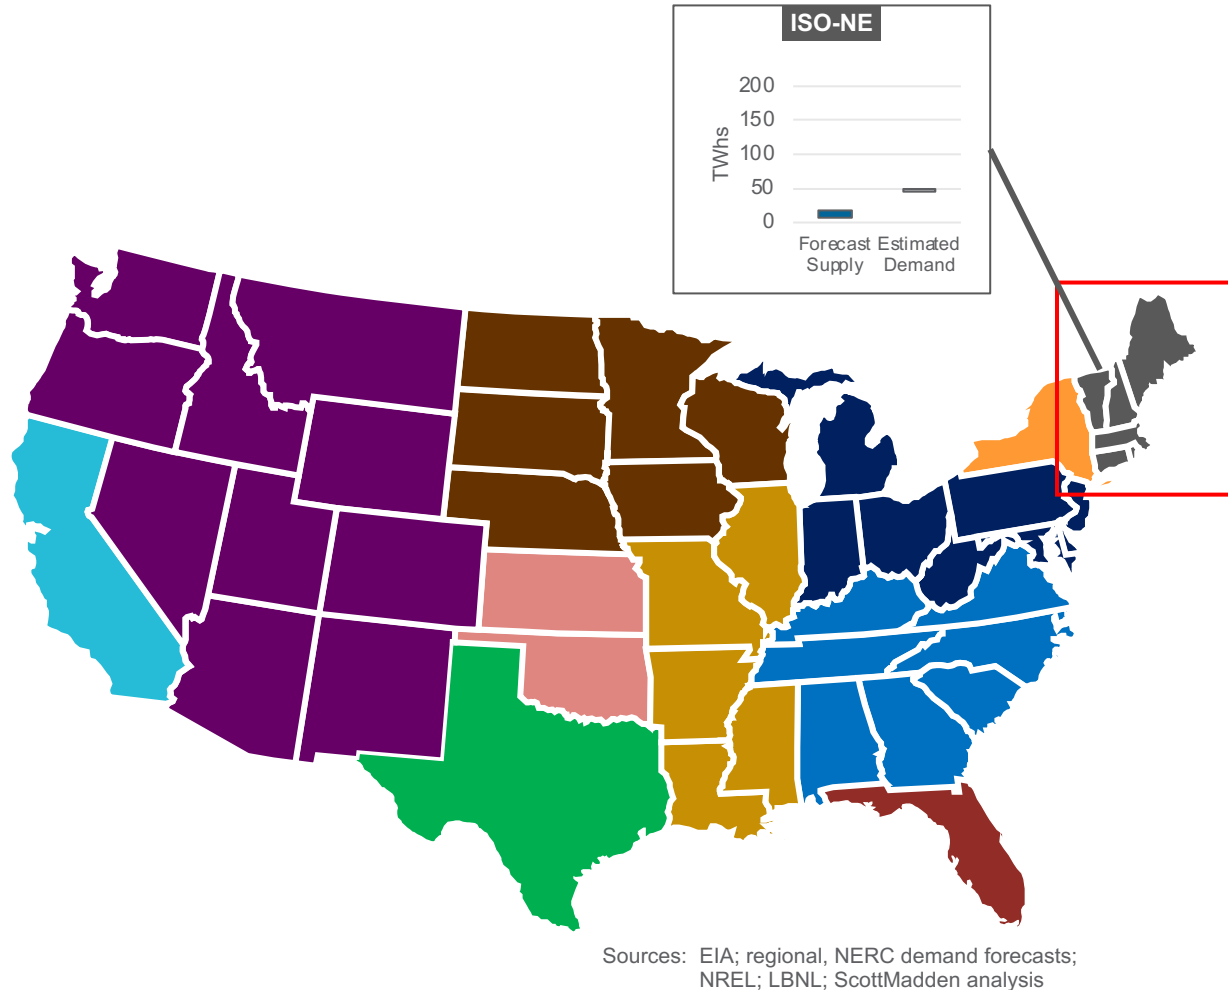 ISO-NE
200
150
100
50
0
TWhs
Forecast Supply
Estimated Demand
Sources: EIA; regional, NERC demand forecasts;
NREL; LBNL; ScottMadden analysis